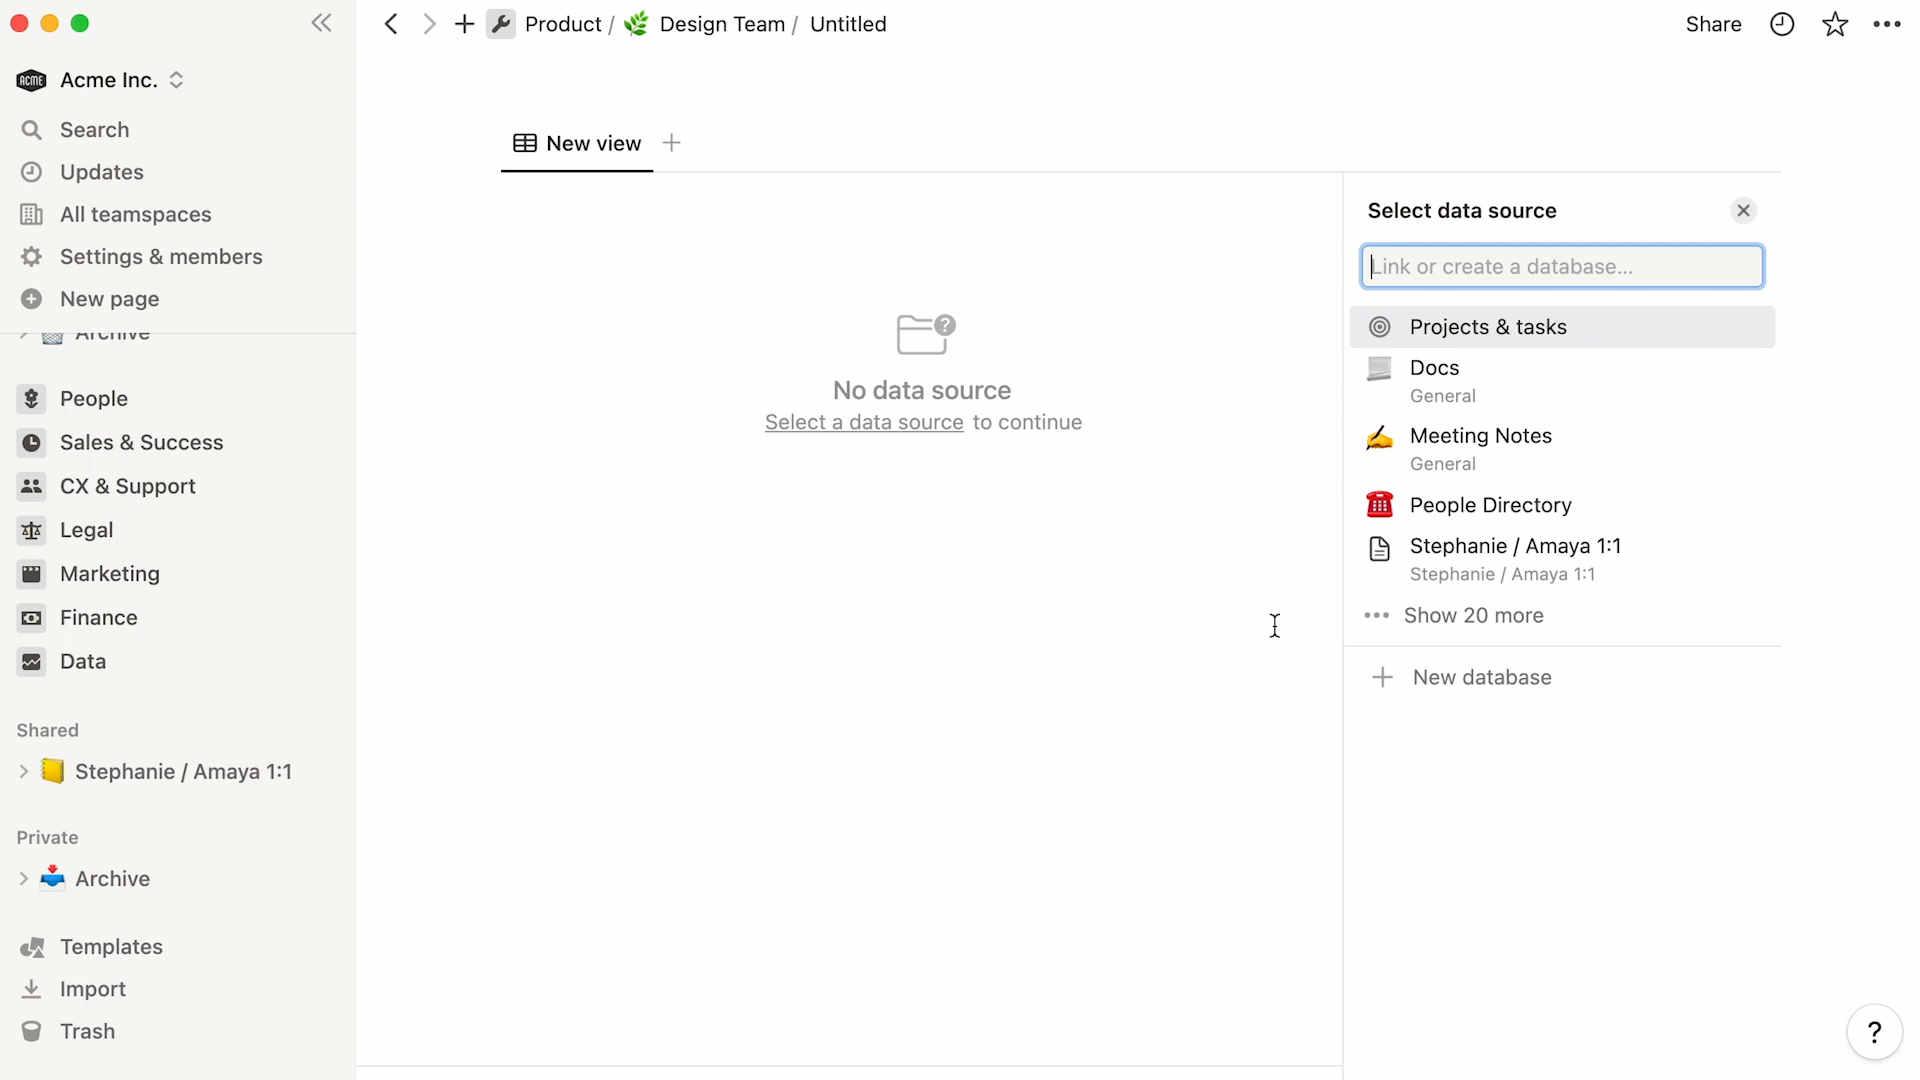 Acme Inc.
Search
Updates
All teamspaces
Settings & members
New page
Archive
People
Sales & Success
CX & Support
Legal
Marketing
Finance
Data
Shared
Stephanie / Amaya 1:1
Private
Archive
Templates
Import
Trash
Product / Design Team / Untitled
Share
New view
No data source
Select a data source to continue
Select data source
Link or create a database...
Projects & tasks
Docs
General
Meeting Notes
General
People Directory
Stephanie / Amaya 1:1
Stephanie / Amaya 1:1
Show 20 more
New database
?